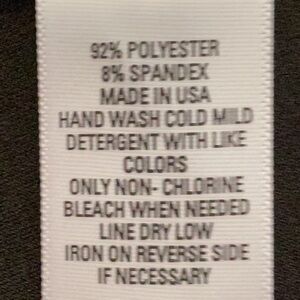 92% POLYESTER
8% SPANDEX
MADE IN USA
HAND WASH COLD MILD
DETERGENT WITH LIKE
COLORS
ONLY NON- CHLORINE
BLEACH WHEN NEEDED
LINE DRY LOW
IRON ON REVERSE SIDE
IF NECESSARY